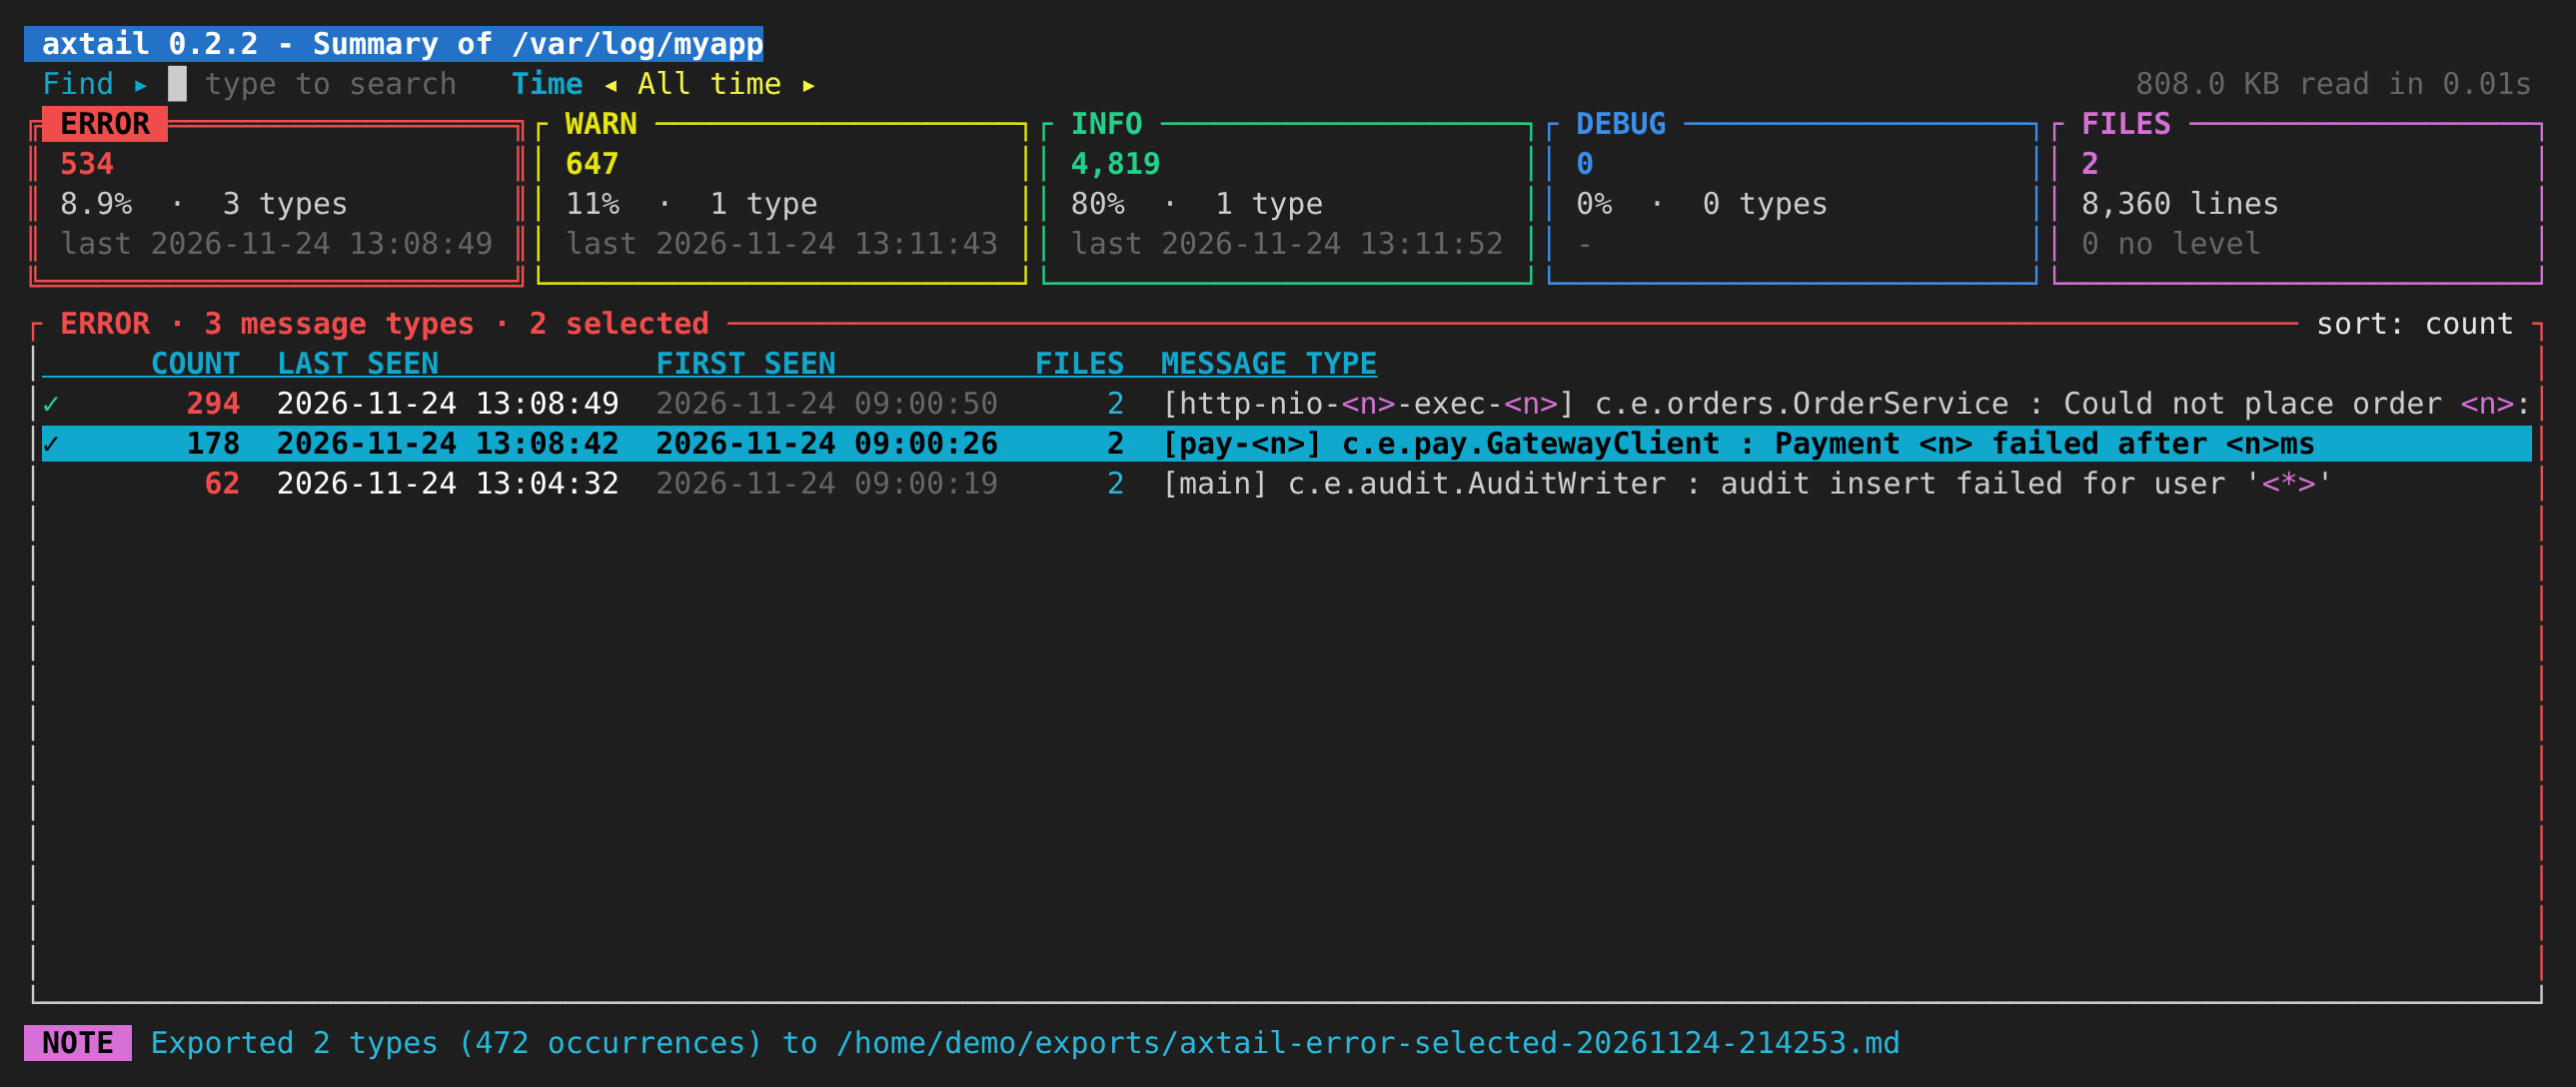 axtail 0.2.2 - Summary of /var/log/myapp
Find ▸ type to search Time ◂ All time ▸ 808.0 KB read in 0.01s
ERROR WARN INFO DEBUG FILES
534 647 4,819 0 2
8.9% · 3 types 11% · 1 type 80% · 1 type 0% · 0 types 8,360 lines
last 2026-11-24 13:08:49 last 2026-11-24 13:11:43 last 2026-11-24 13:11:52 - 0 no level
ERROR · 3 message types · 2 selected sort: count
COUNT LAST SEEN FIRST SEEN FILES MESSAGE TYPE
✓ 294 2026-11-24 13:08:49 2026-11-24 09:00:50 2 [http-nio-<n>-exec-<n>] c.e.orders.OrderService : Could not place order <n>:
✓ 178 2026-11-24 13:08:42 2026-11-24 09:00:26 2 [pay-<n>] c.e.pay.GatewayClient : Payment <n> failed after <n>ms
62 2026-11-24 13:04:32 2026-11-24 09:00:19 2 [main] c.e.audit.AuditWriter : audit insert failed for user '<*>'
NOTE Exported 2 types (472 occurrences) to /home/demo/exports/axtail-error-selected-20261124-214253.md